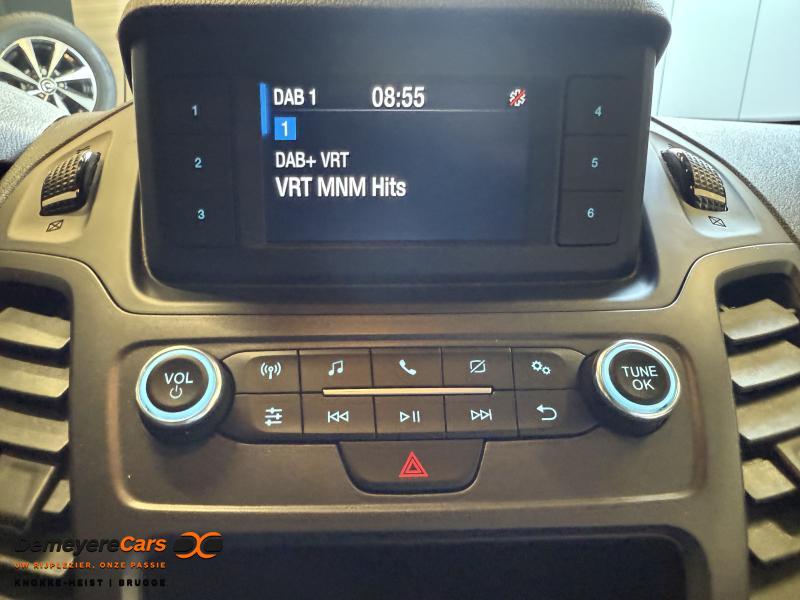 DAB 1 08:55
1
DAB+ VRT
VRT MNM Hits
1
2
3
4
5
6
VOL
TUNE
OK
DemeyereCars
UW RIJPLEZIER, ONZE PASSIE
KNOKKE-HEIST | BRUGGE